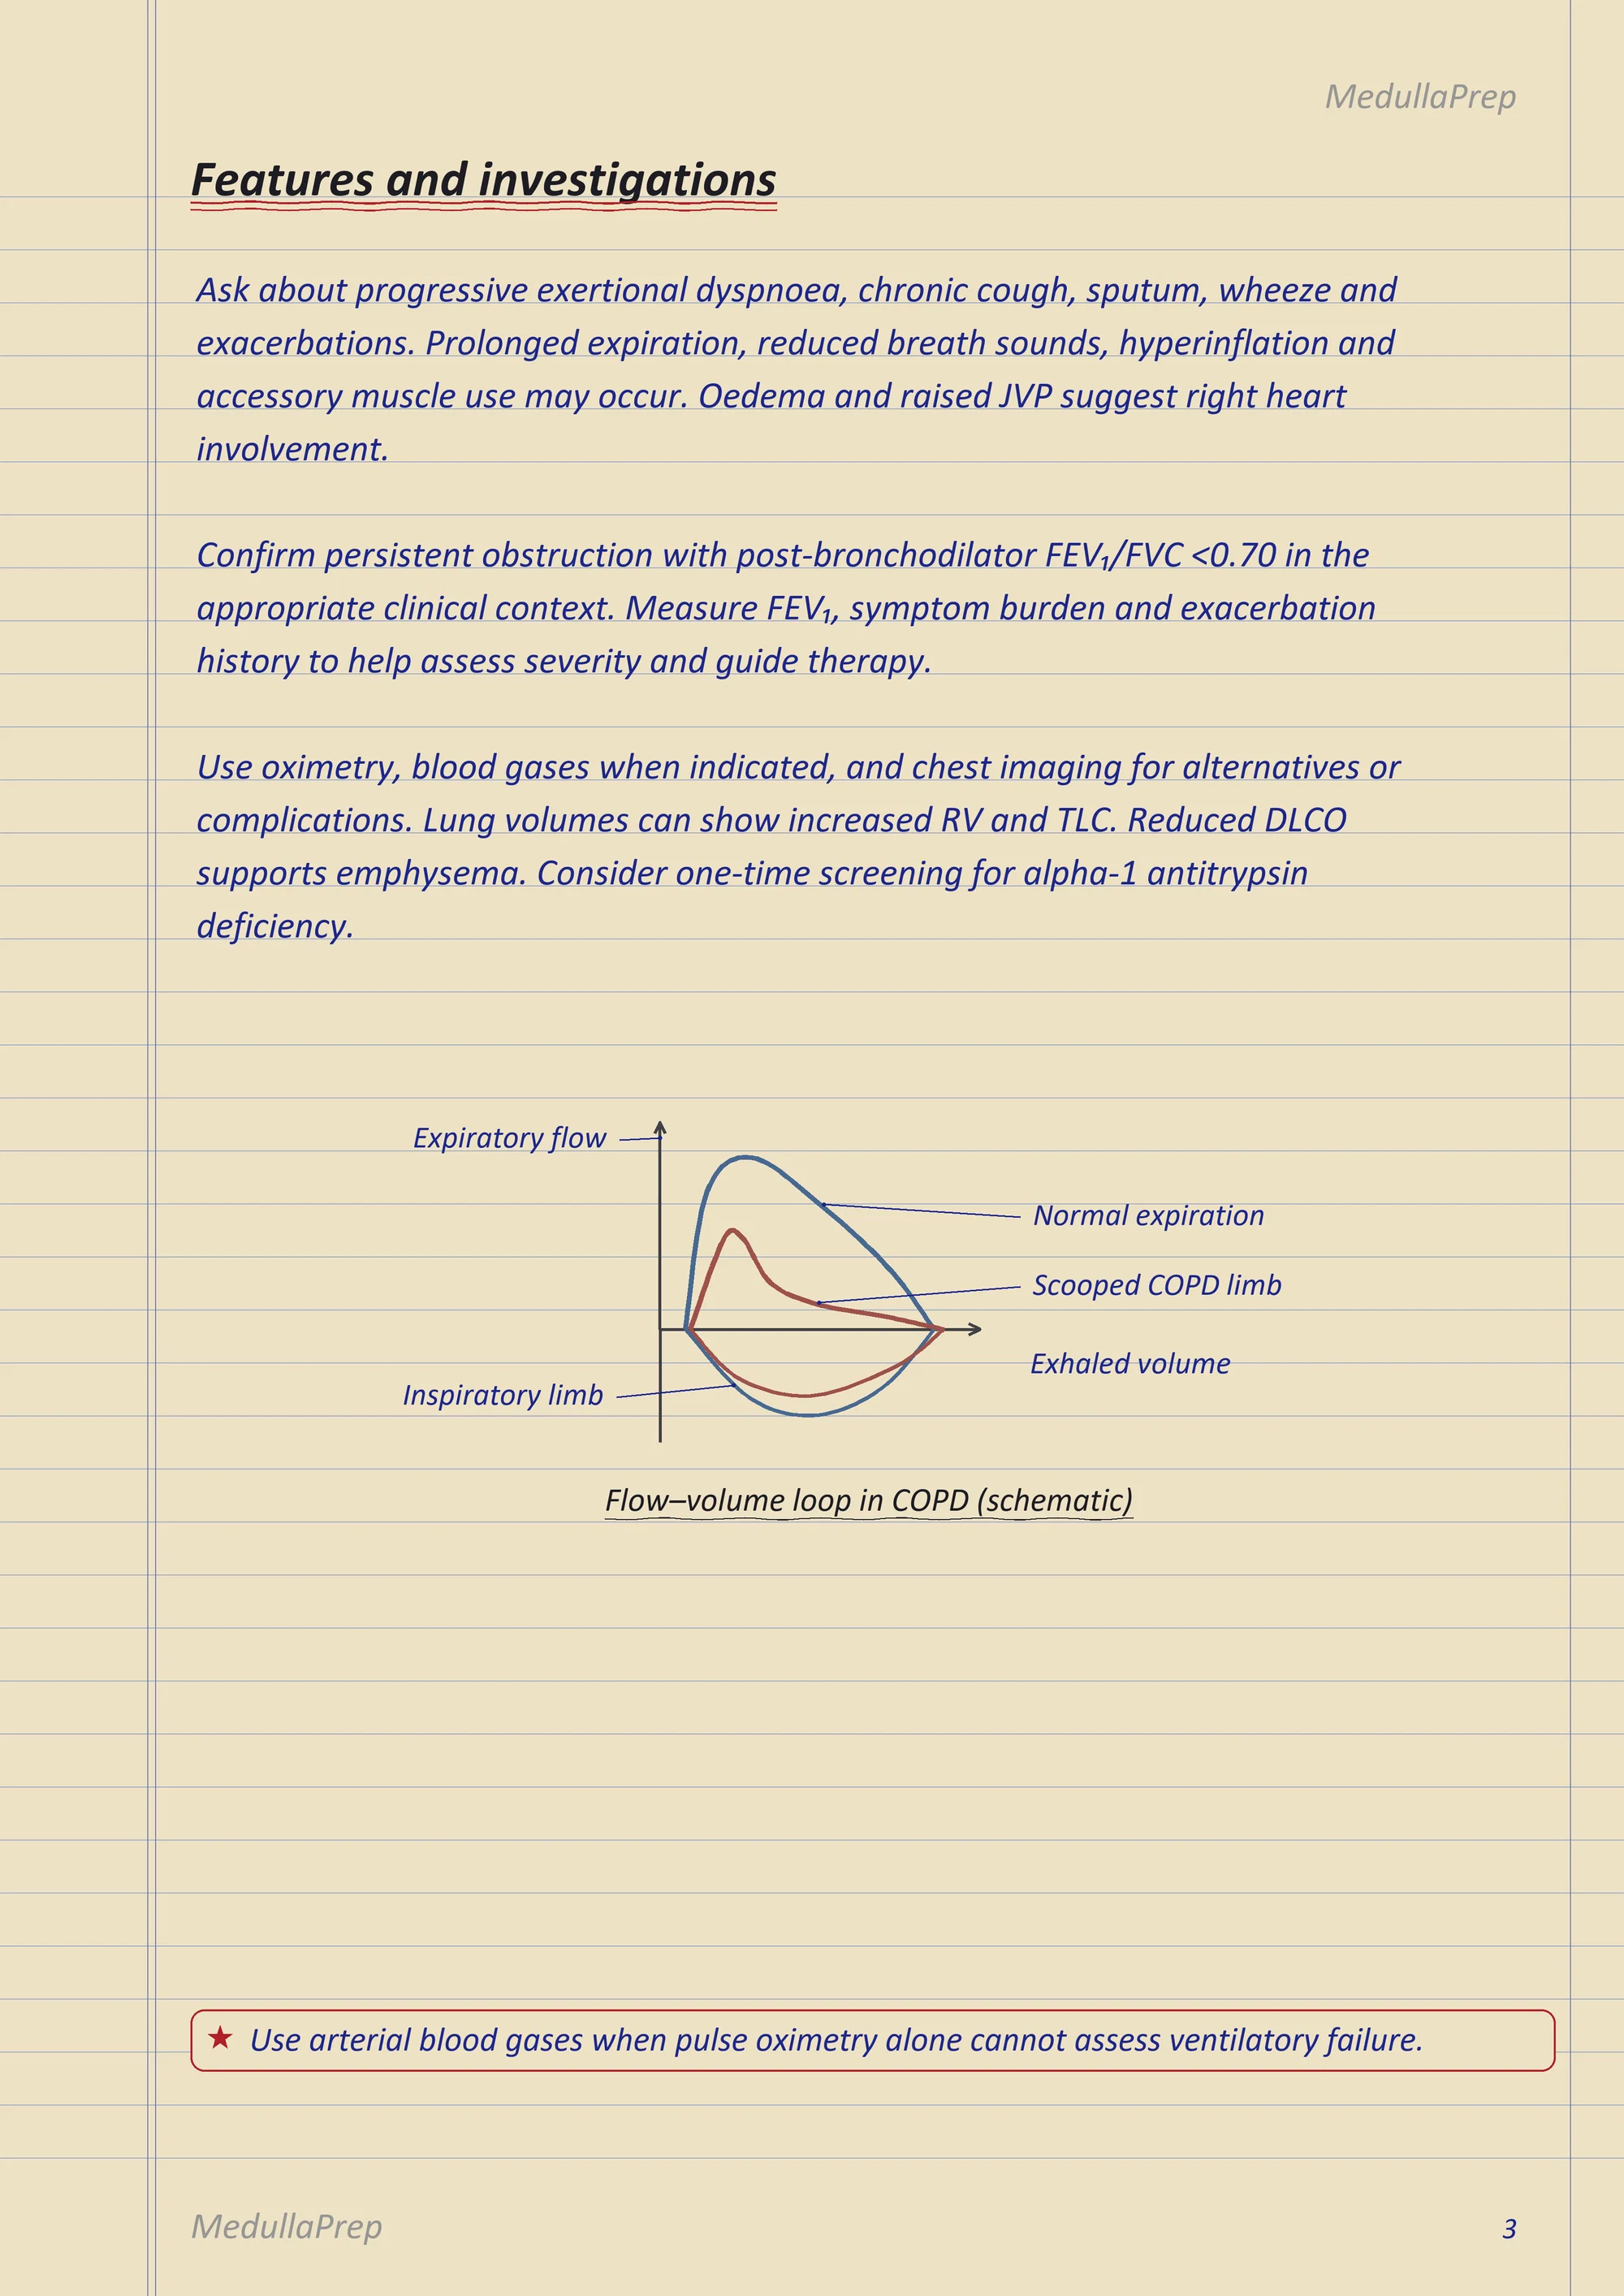 MedullaPrep
Features and investigations
Ask about progressive exertional dyspnoea, chronic cough, sputum, wheeze and
exacerbations. Prolonged expiration, reduced breath sounds, hyperinflation and
accessory muscle use may occur. Oedema and raised JVP suggest right heart
involvement.
Confirm persistent obstruction with post-bronchodilator FEV₁/FVC <0.70 in the
appropriate clinical context. Measure FEV₁, symptom burden and exacerbation
history to help assess severity and guide therapy.
Use oximetry, blood gases when indicated, and chest imaging for alternatives or
complications. Lung volumes can show increased RV and TLC. Reduced DLCO
supports emphysema. Consider one-time screening for alpha-1 antitrypsin
deficiency.
Expiratory flow
Normal expiration
Scooped COPD limb
Exhaled volume
Inspiratory limb
Flow–volume loop in COPD (schematic)
★ Use arterial blood gases when pulse oximetry alone cannot assess ventilatory failure.
MedullaPrep
3